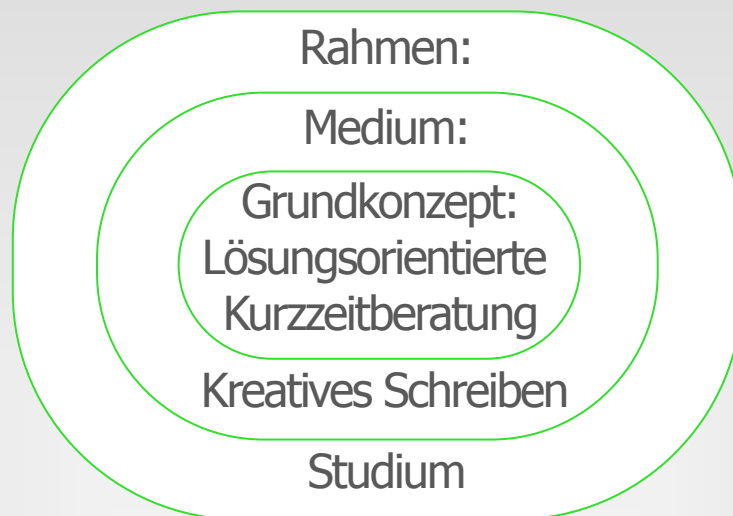 Rahmen:
Medium:
Grundkonzept:
Lösungsorientierte
Kurzzeitberatung
Kreatives Schreiben
Studium